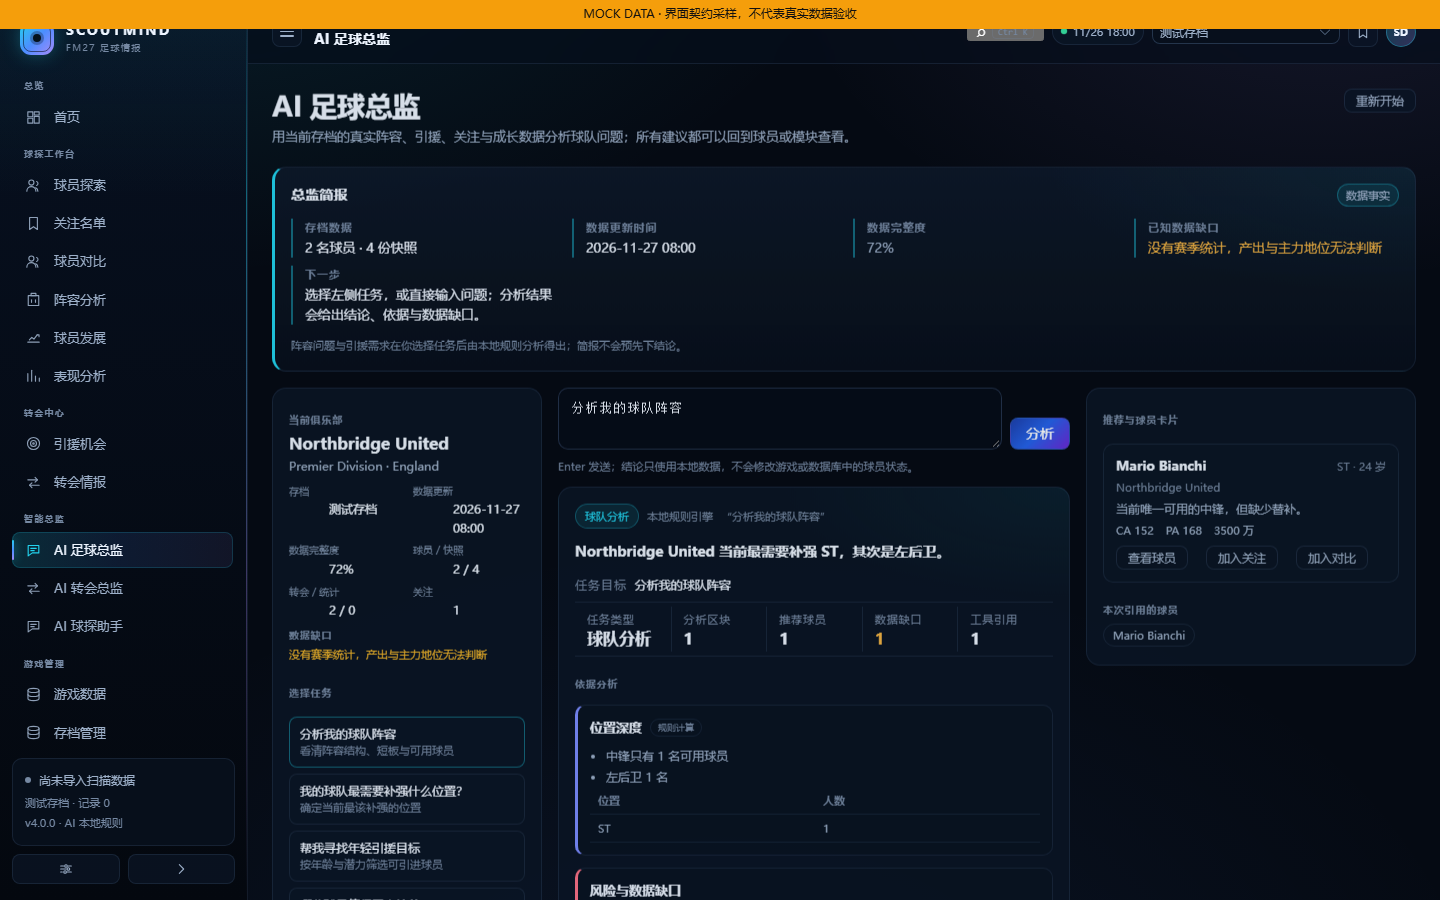 MOCK DATA · 界面契约采样，不代表真实数据验收
SCOUTMIND
FM27 足球情报
总览
首页
球探工作台
球员探索
关注名单
球员对比
阵容分析
球员发展
表现分析
转会中心
引援机会
转会情报
智能总监
AI 足球总监
AI 转会总监
AI 球探助手
游戏管理
游戏数据
存档管理
尚未导入扫描数据
测试存档 · 记录 0
v4.0.0 · AI 本地规则
AI 足球总监
Ctrl K
11/26 18:00
测试存档
SD
AI 足球总监
重新开始
用当前存档的真实阵容、引援、关注与成长数据分析球队问题；所有建议都可以回到球员或模块查看。
总监简报
数据事实
存档数据
2 名球员 · 4 份快照
数据更新时间
2026-11-27 08:00
数据完整度
72%
已知数据缺口
没有赛季统计，产出与主力地位无法判断
下一步
选择左侧任务，或直接输入问题；分析结果
会给出结论、依据与数据缺口。
阵容问题与引援需求在你选择任务后由本地规则分析得出；简报不会预先下结论。
当前俱乐部
Northbridge United
Premier Division · England
存档
测试存档
数据更新
2026-11-27
08:00
数据完整度
72%
球员 / 快照
2 / 4
转会 / 统计
2 / 0
关注
1
数据缺口
没有赛季统计，产出与主力地位无法判断
选择任务
分析我的球队阵容
看清阵容结构、短板与可用球员
我的球队最需要补强什么位置？
确定当前最该补强的位置
帮我寻找年轻引援目标
按年龄与潜力筛选可引进球员
分析我的球队阵容
分析
Enter 发送；结论只使用本地数据，不会修改游戏或数据库中的球员状态。
球队分析
本地规则引擎
“分析我的球队阵容”
Northbridge United 当前最需要补强 ST，其次是左后卫。
任务目标 分析我的球队阵容
任务类型
球队分析
分析区块
1
推荐球员
1
数据缺口
1
工具引用
1
依据分析
位置深度
规则计算
• 中锋只有 1 名可用球员
• 左后卫 1 名
位置 人数
ST 1
风险与数据缺口
推荐与球员卡片
Mario Bianchi
ST · 24 岁
Northbridge United
当前唯一可用的中锋，但缺少替补。
CA 152 PA 168 3500 万
查看球员
加入关注
加入对比
本次引用的球员
Mario Bianchi